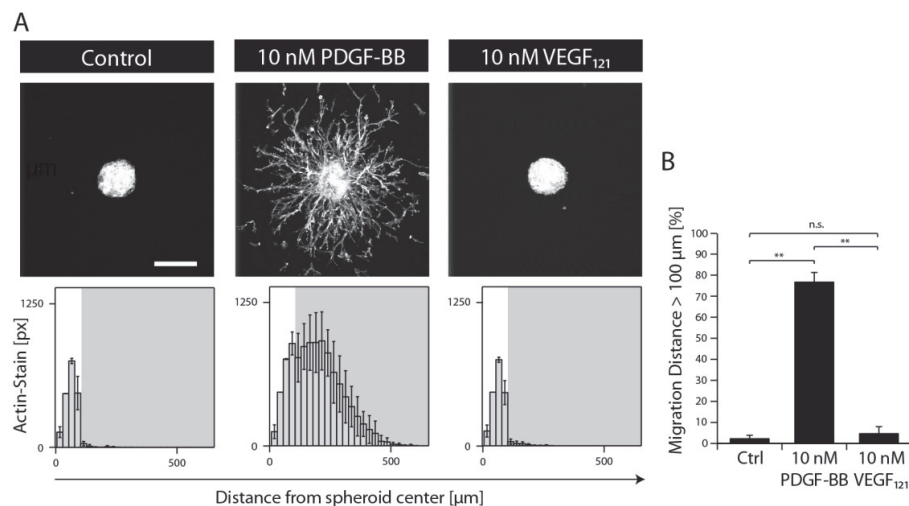 A
Control
10 nM PDGF-BB
10 nM VEGF₁₂₁
μm
Actin-Stain [px]
1250
0
0
500
1250
0
0
500
1250
0
0
500
Distance from spheroid center [μm]
B
Migration Distance > 100 μm [%]
100
90
80
70
60
50
40
30
20
10
0
n.s.
**
**
Ctrl
10 nM
PDGF-BB
10 nM
VEGF₁₂₁